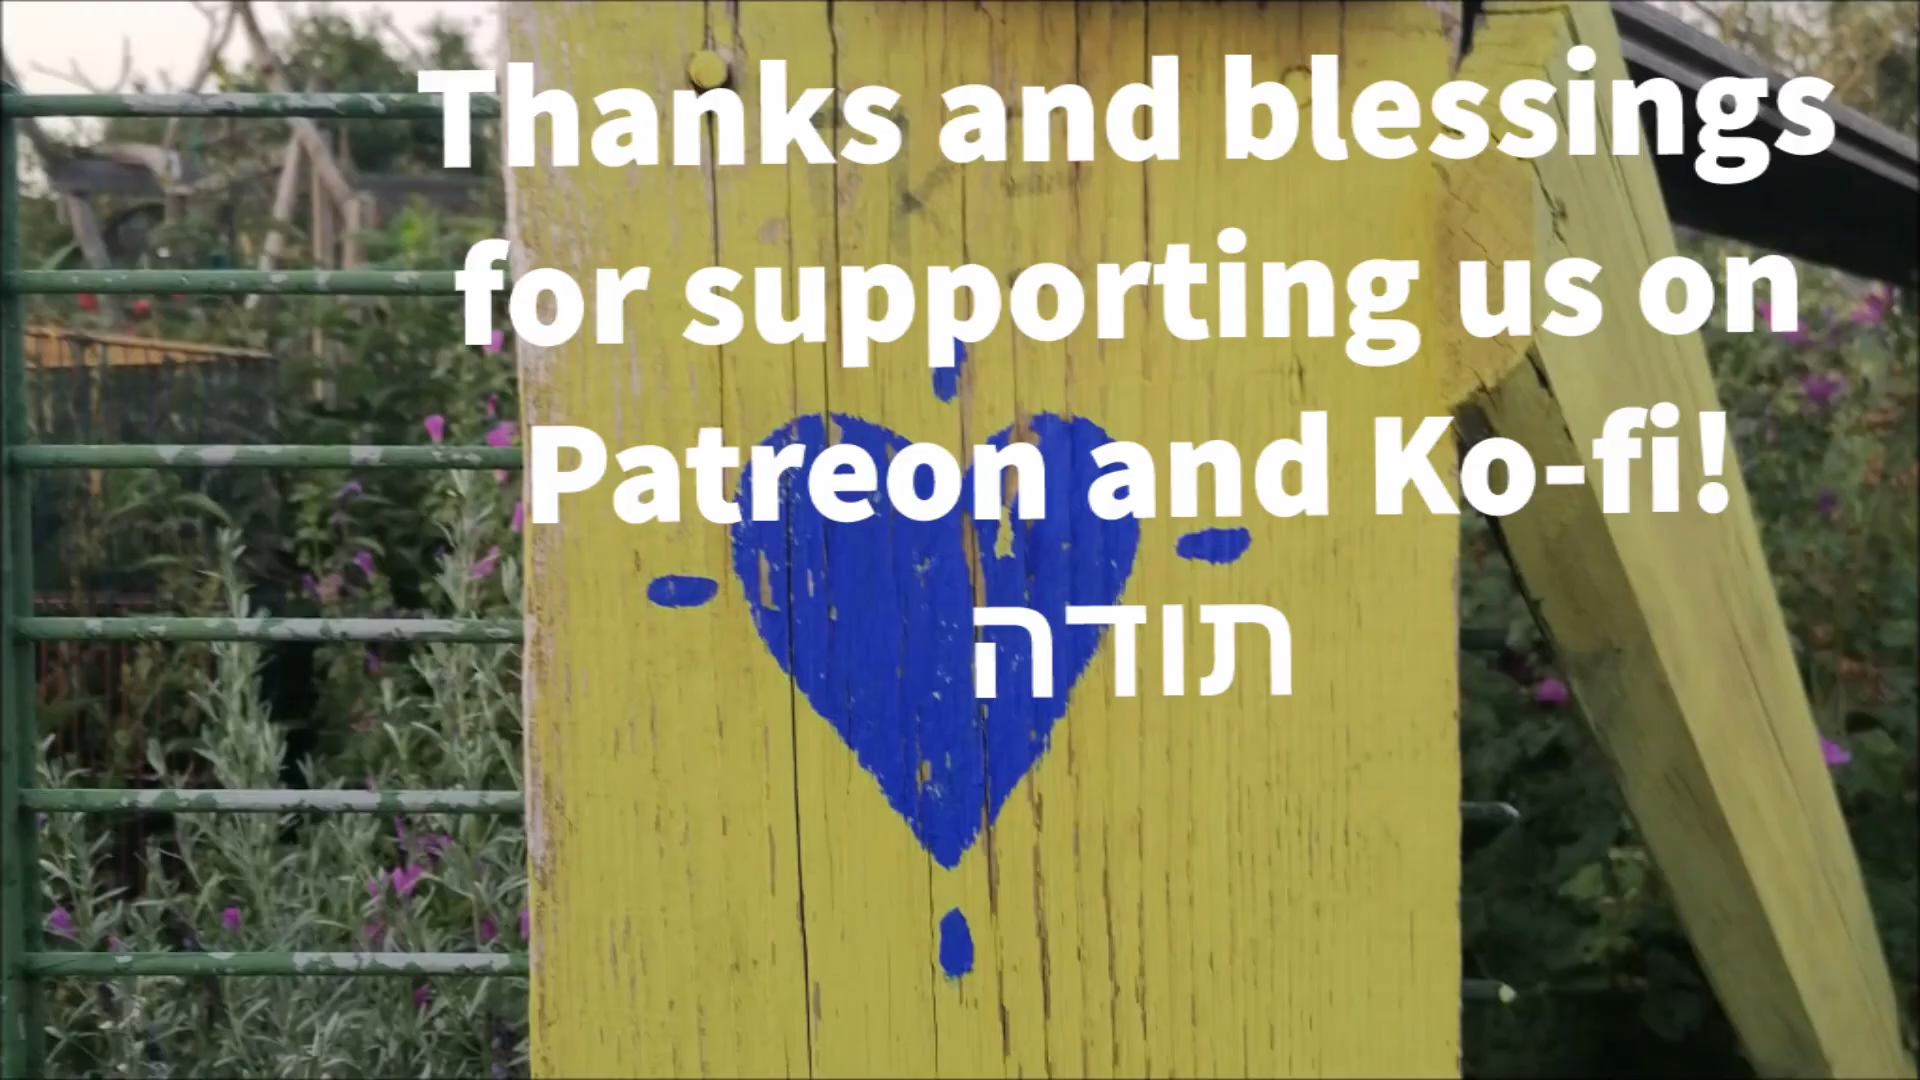 Thanks and blessings
for supporting us on
Patreon and Ko-fi!
תודה